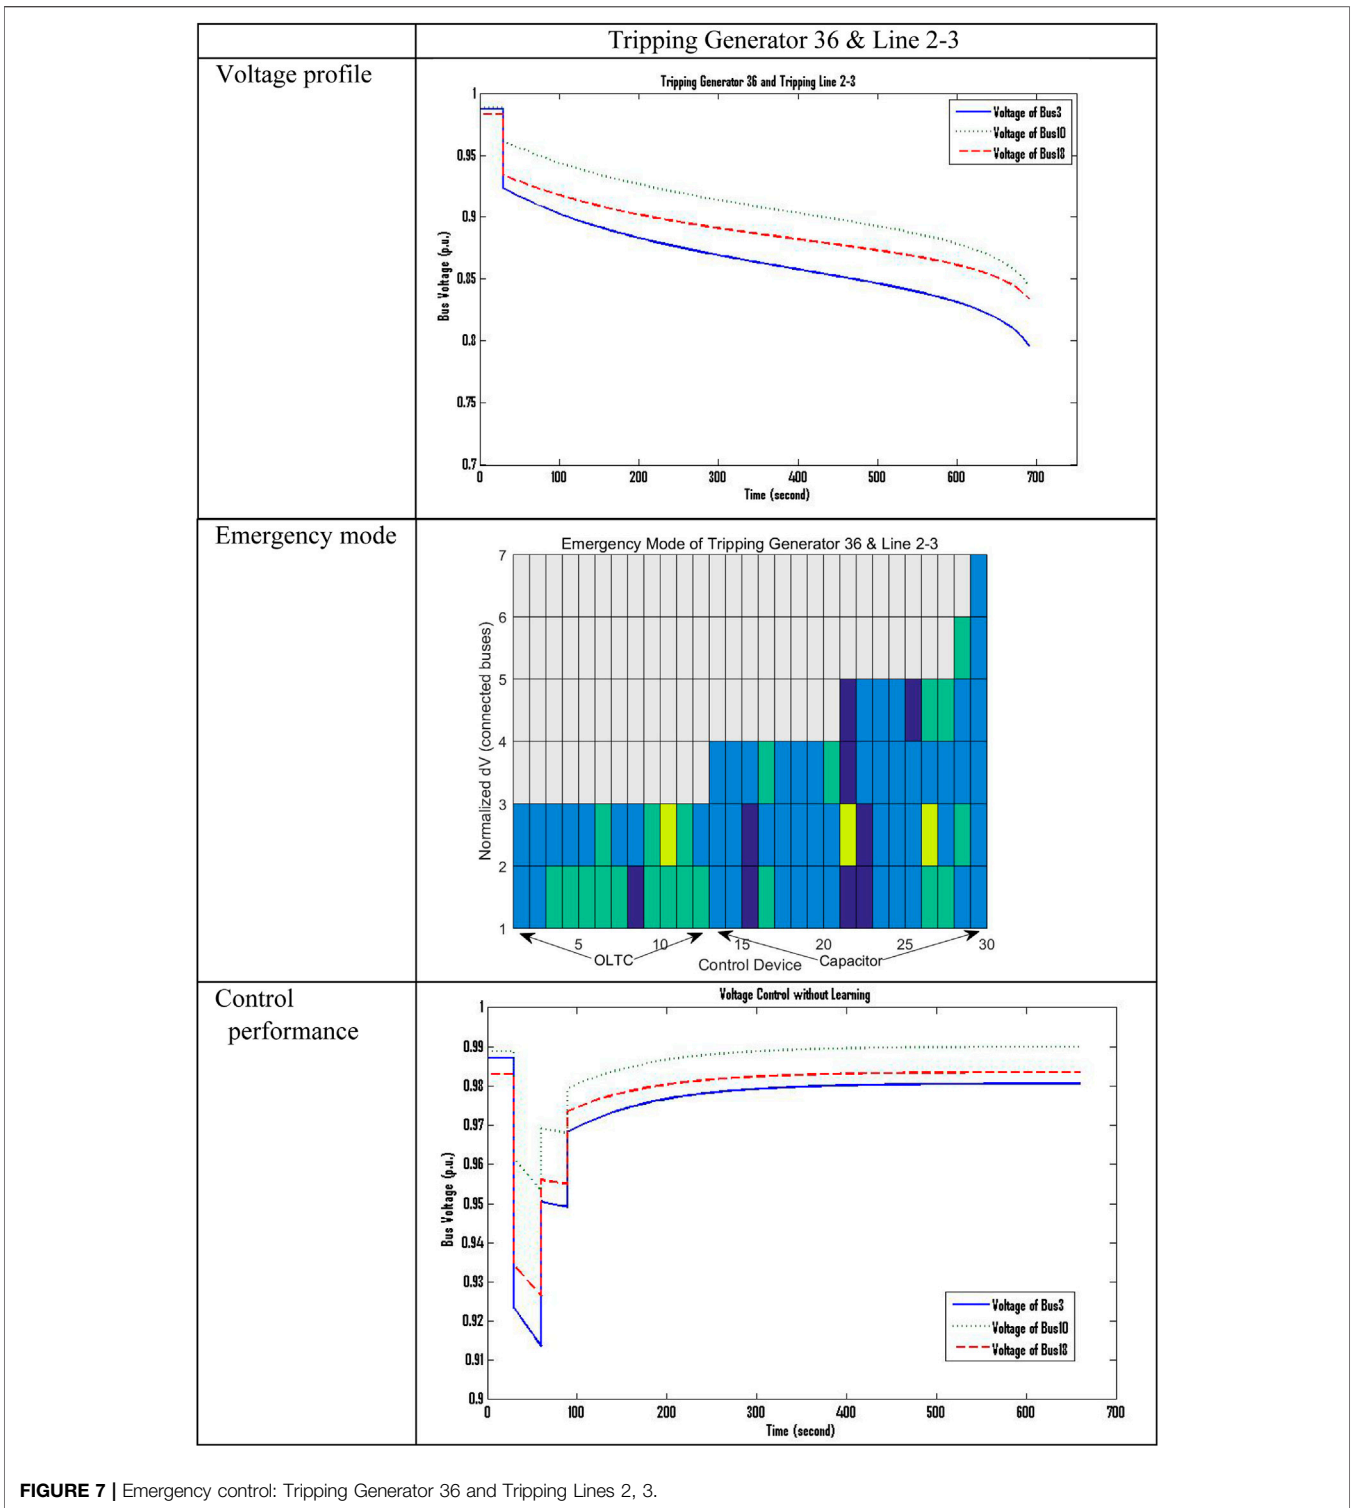 Tripping Generator 36 & Line 2-3
Voltage profile
Tripping Generator 36 and Tripping Line 2-3
1
0.95
0.9
0.85
0.8
0.75
0.7
Bus Voltage (p.u.)
Voltage of Bus3
Voltage of Bus10
Voltage of Bus18
0 100 200 300 400 500 600 700
Time (second)
Emergency mode
Emergency Mode of Tripping Generator 36 & Line 2-3
7
6
5
4
3
2
1
Normalized dV (connected buses)
5 10 15 20 25 30
OLTC
Control Device
Capacitor
Control
performance
Voltage Control without Learning
1
0.99
0.98
0.97
0.96
0.95
0.94
0.93
0.92
0.91
0.9
Bus Voltage (p.u.)
Voltage of Bus3
Voltage of Bus10
Voltage of Bus18
0 100 200 300 400 500 600 700
Time (second)
FIGURE 7 | Emergency control: Tripping Generator 36 and Tripping Lines 2, 3.